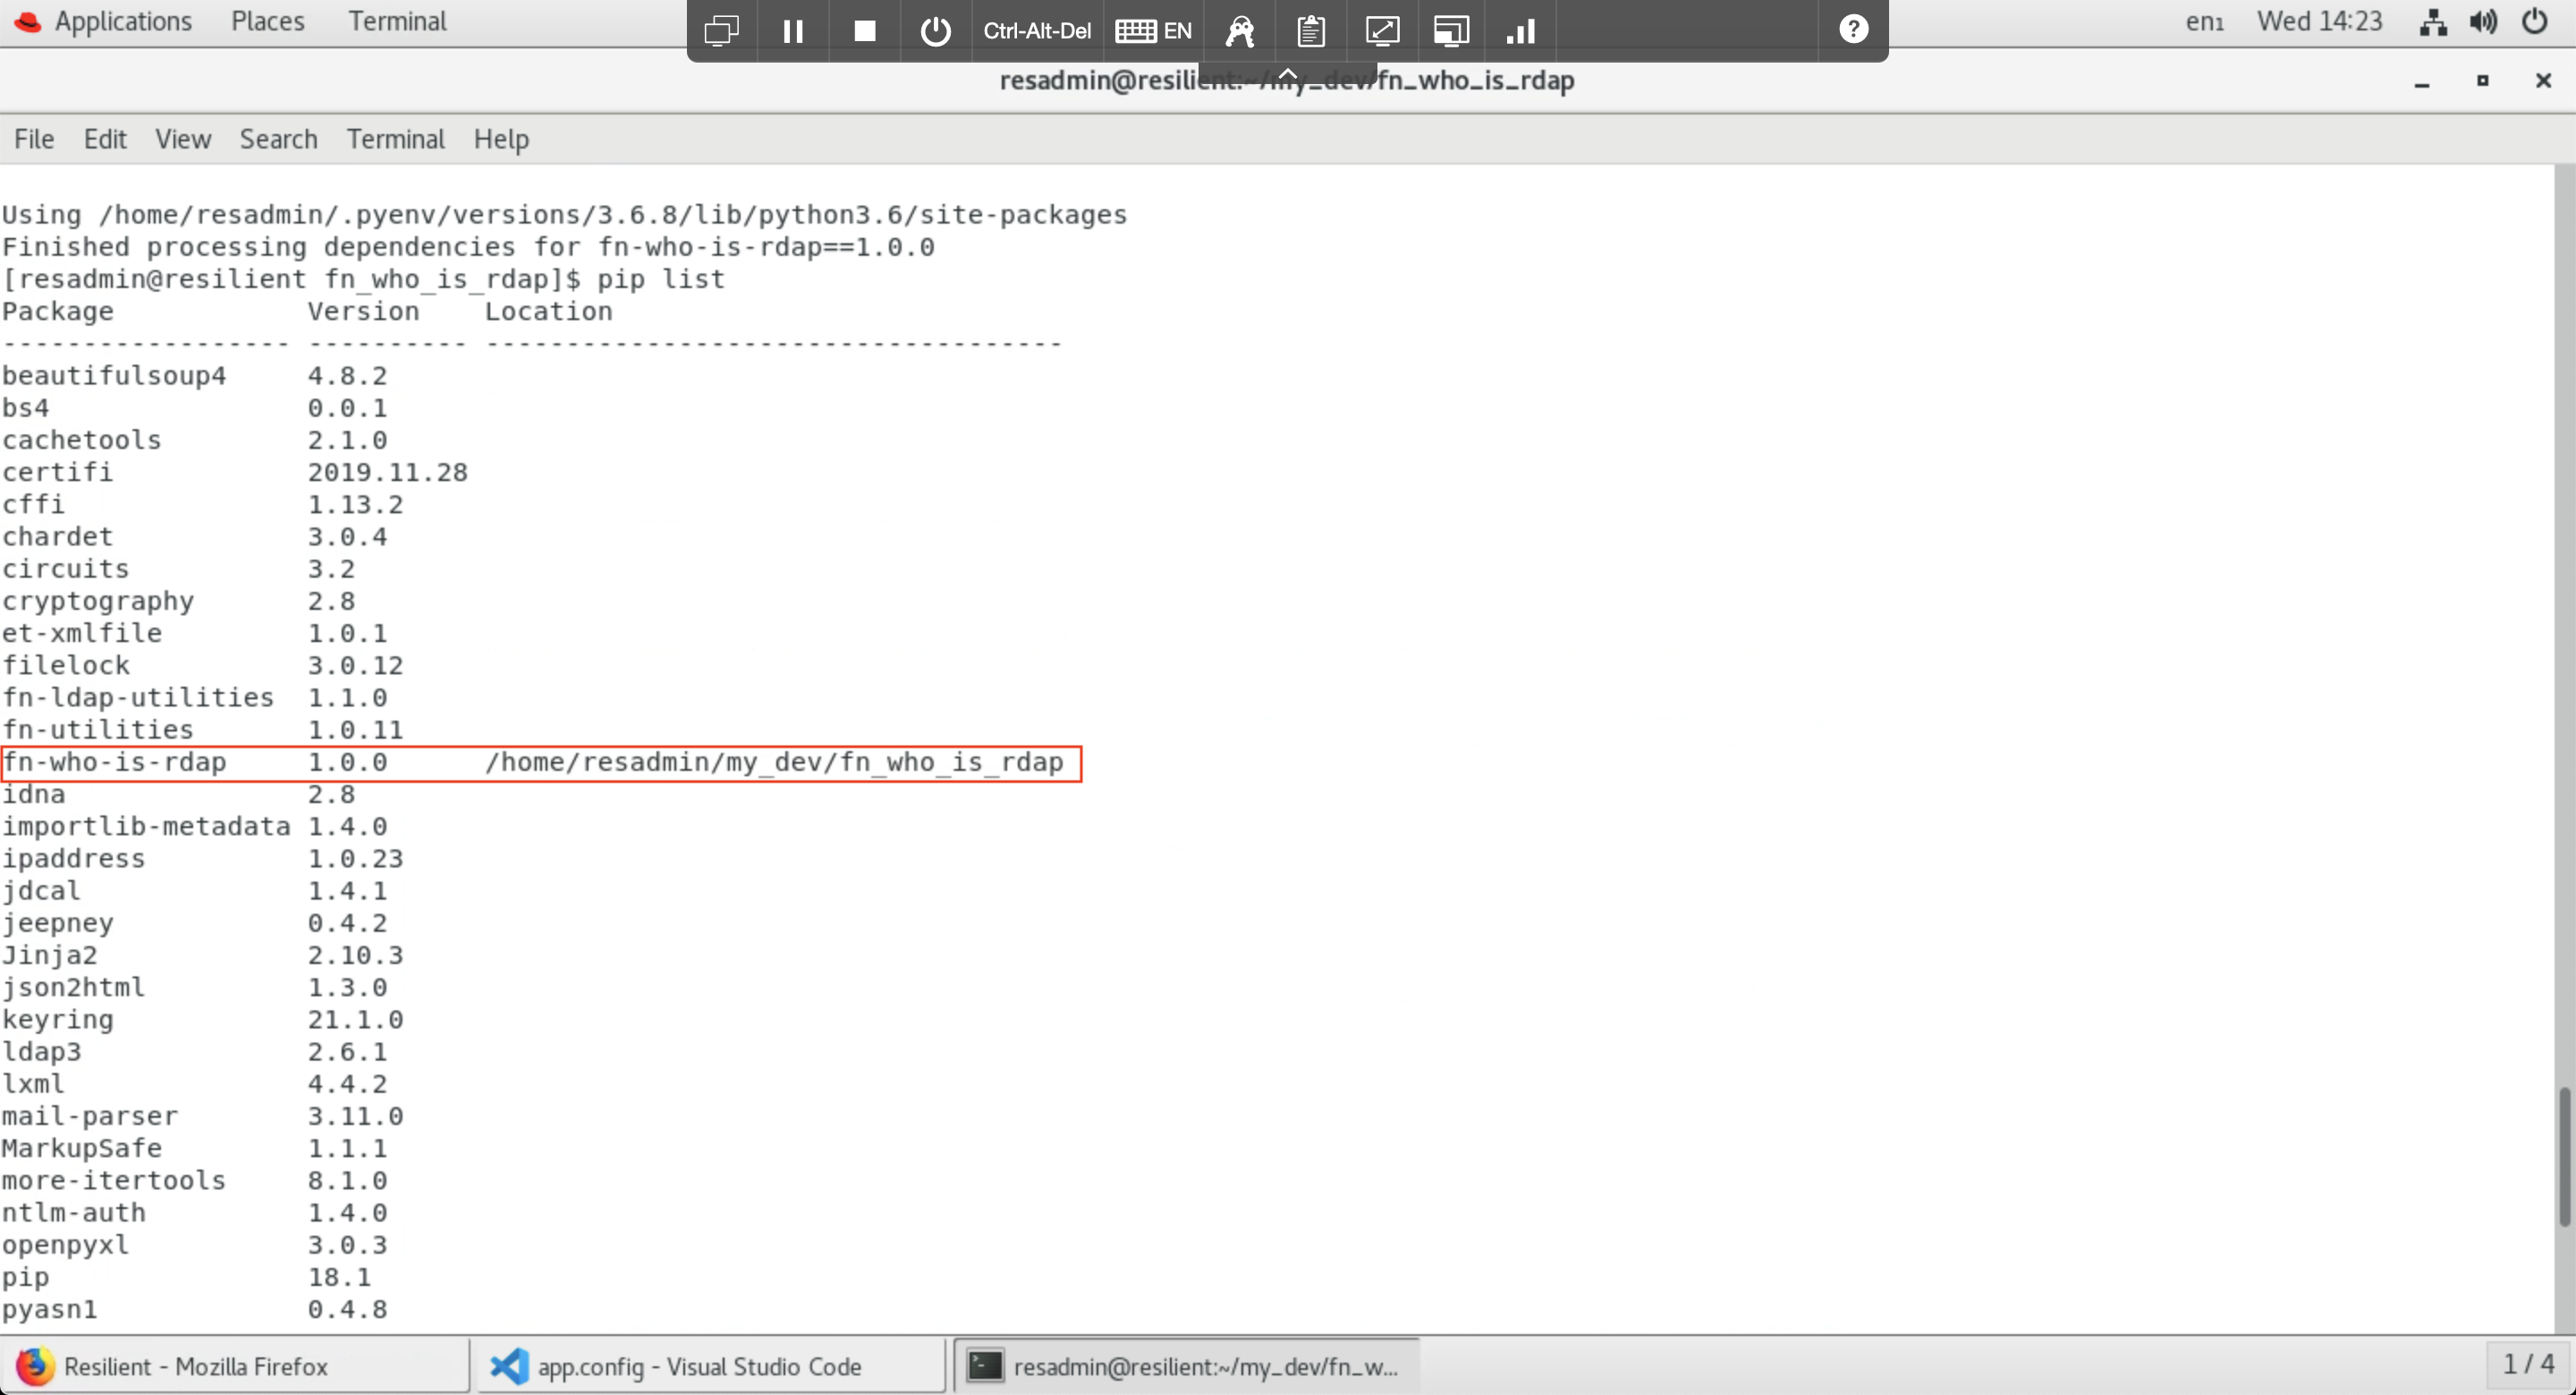 Applications Places Terminal
Ctrl-Alt-Del EN
?
en1 Wed 14:23
resadmin@resilient:~/my_dev/fn_who_is_rdap
File Edit View Search Terminal Help
Using /home/resadmin/.pyenv/versions/3.6.8/lib/python3.6/site-packages
Finished processing dependencies for fn-who-is-rdap==1.0.0
[resadmin@resilient fn_who_is_rdap]$ pip list
Package Version Location
------------------ ---------- ------------------------------------
beautifulsoup4 4.8.2
bs4 0.0.1
cachetools 2.1.0
certifi 2019.11.28
cffi 1.13.2
chardet 3.0.4
circuits 3.2
cryptography 2.8
et-xmlfile 1.0.1
filelock 3.0.12
fn-ldap-utilities 1.1.0
fn-utilities 1.0.11
fn-who-is-rdap 1.0.0 /home/resadmin/my_dev/fn_who_is_rdap
idna 2.8
importlib-metadata 1.4.0
ipaddress 1.0.23
jdcal 1.4.1
jeepney 0.4.2
Jinja2 2.10.3
json2html 1.3.0
keyring 21.1.0
ldap3 2.6.1
lxml 4.4.2
mail-parser 3.11.0
MarkupSafe 1.1.1
more-itertools 8.1.0
ntlm-auth 1.4.0
openpyxl 3.0.3
pip 18.1
pyasn1 0.4.8
Resilient - Mozilla Firefox
app.config - Visual Studio Code
resadmin@resilient:~/my_dev/fn_w...
1 / 4